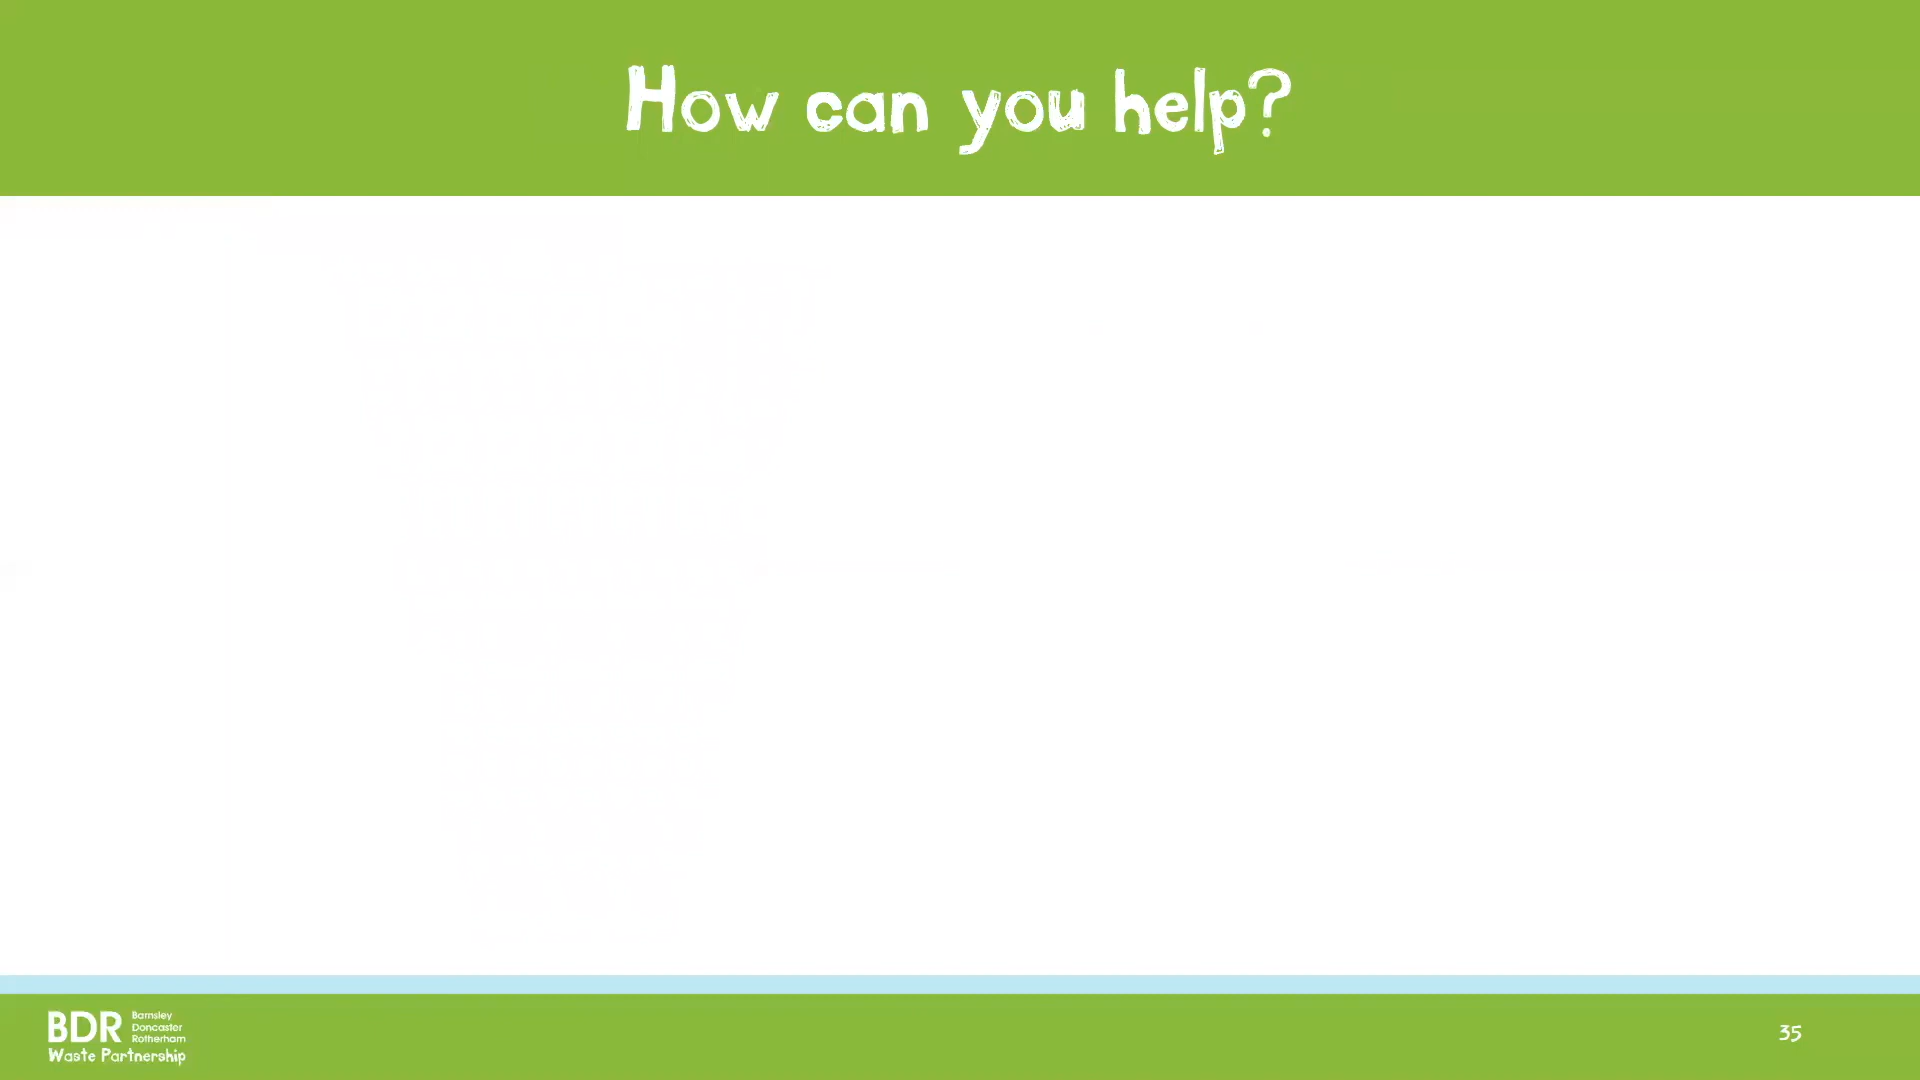 How can you help?
BDR
Barnsley
Doncaster
Rotherham
Waste Partnership
35